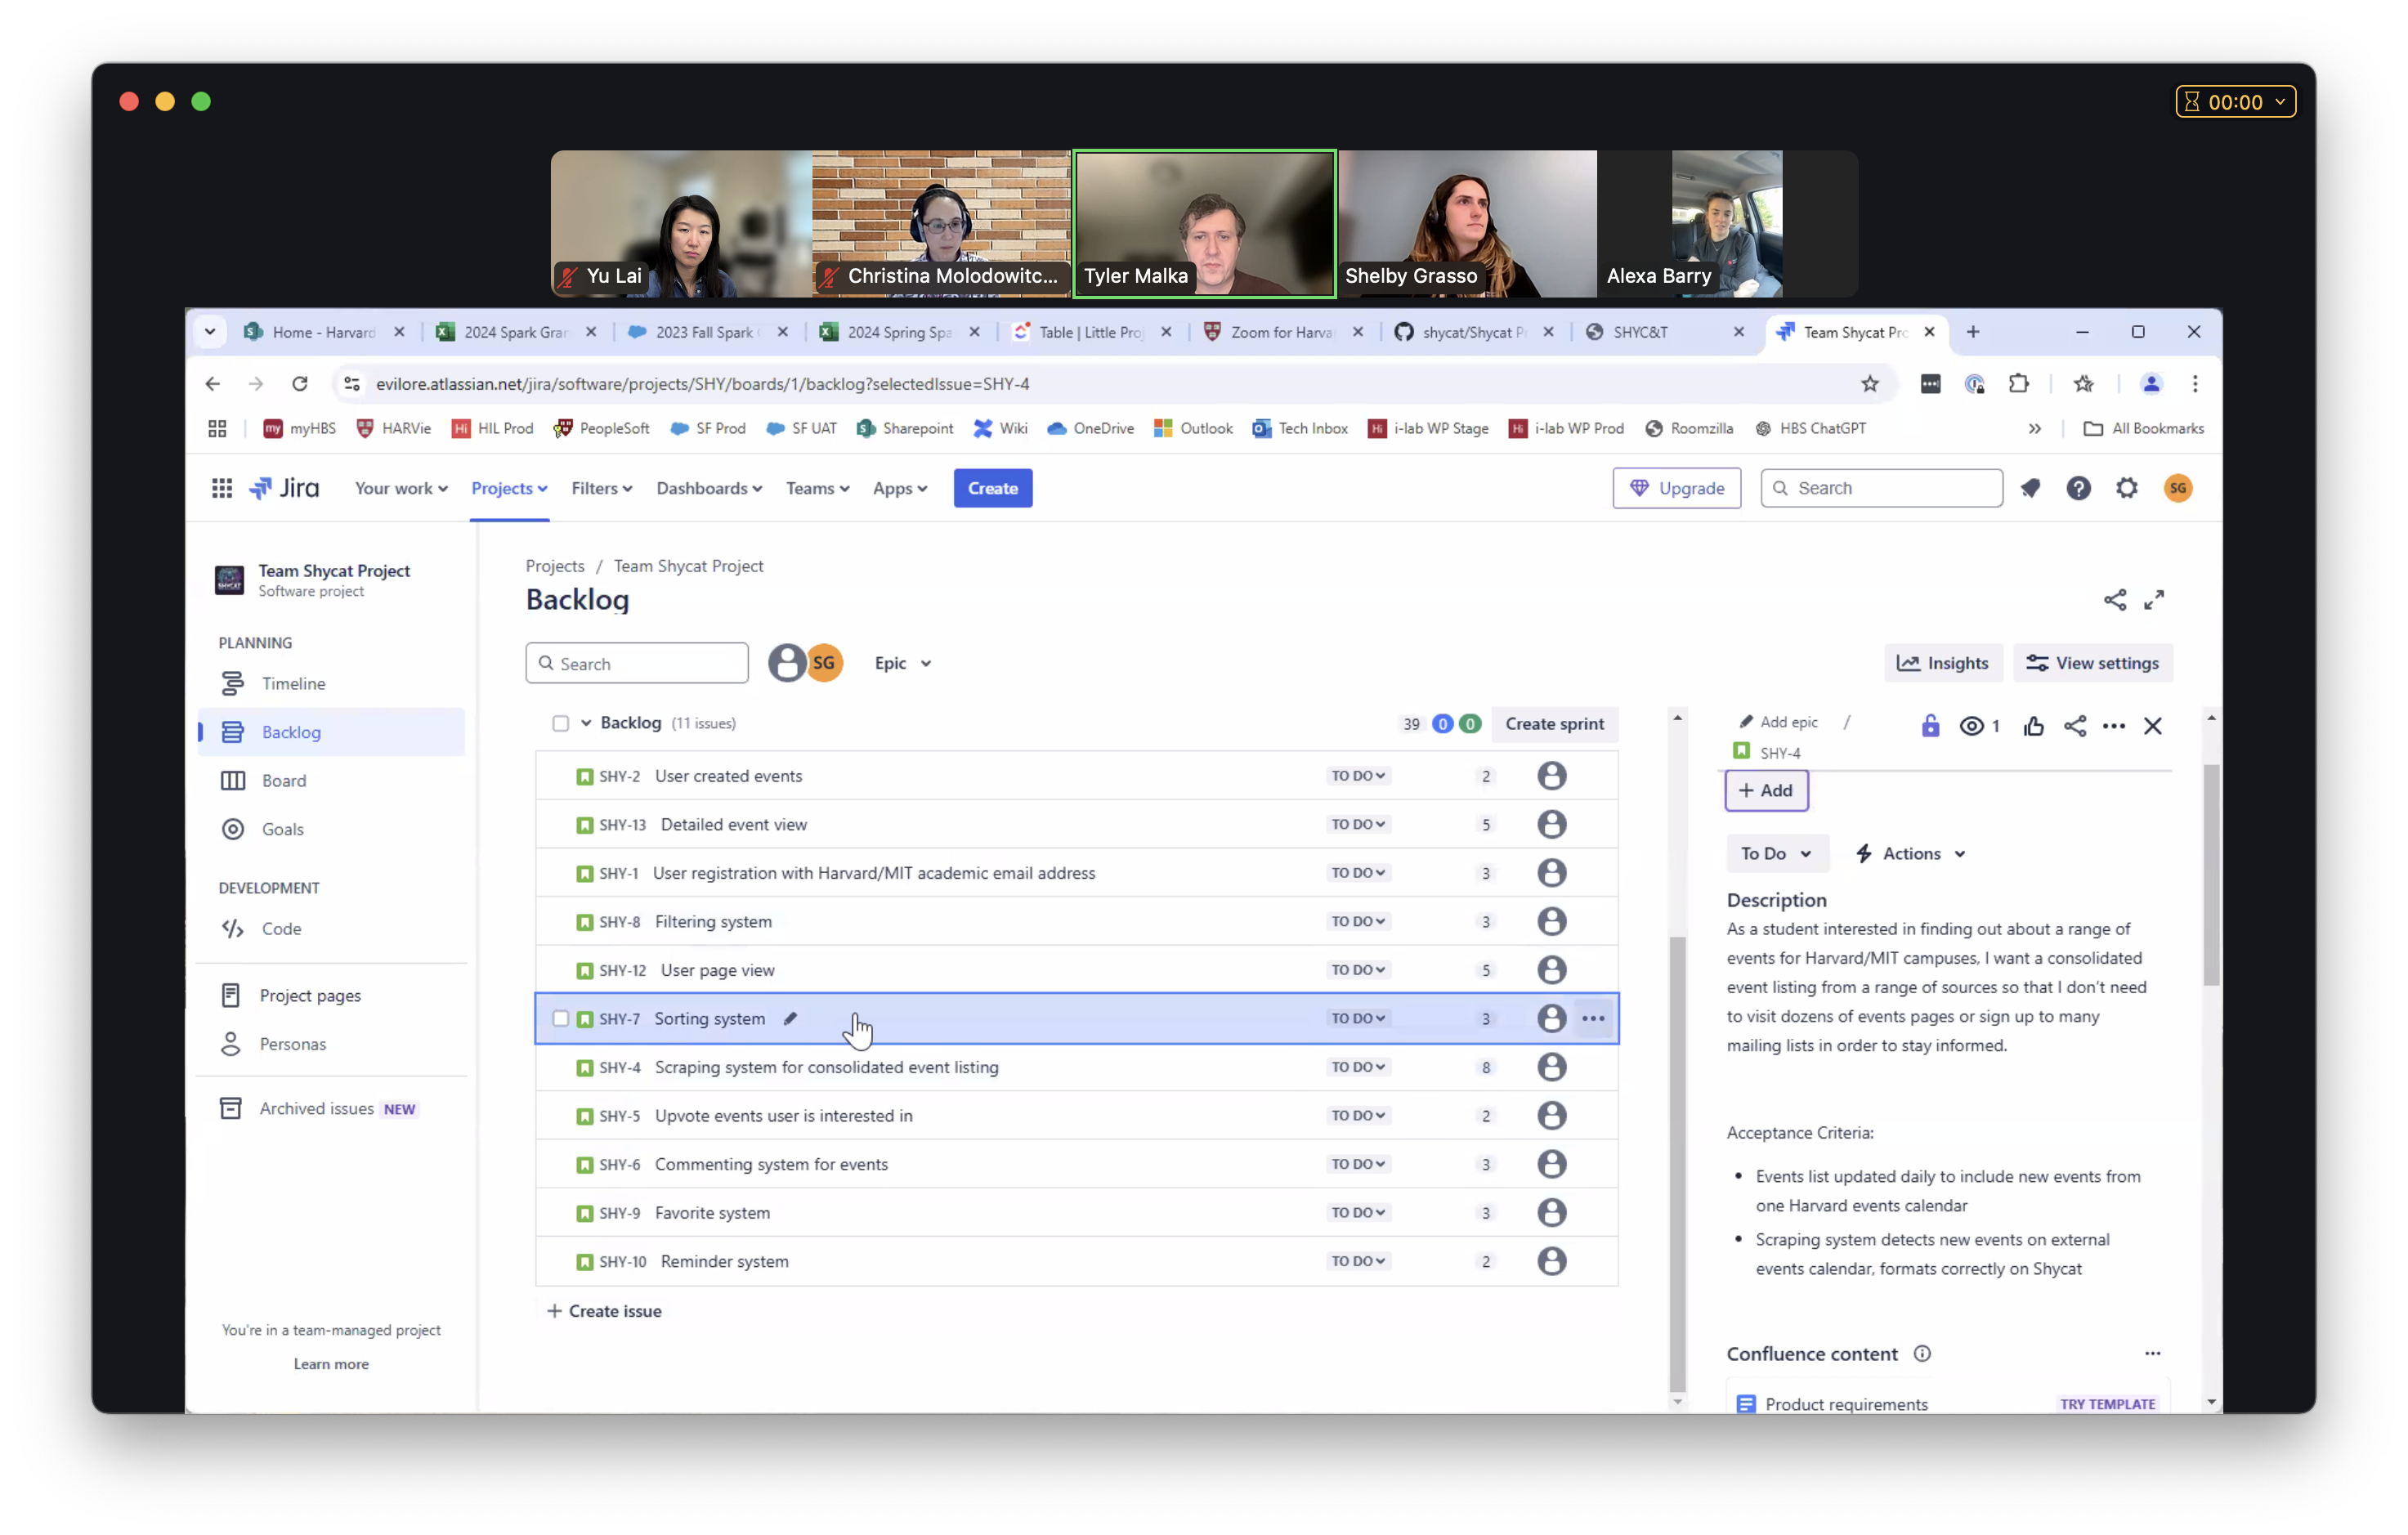 00:00
Yu Lai
Christina Molodowitc...
Tyler Malka
Shelby Grasso
Alexa Barry
Home - Harvard
2024 Spark Gra
2023 Fall Spark
2024 Spring Spa
Table | Little Proj
Zoom for Harva
shycat/Shycat Pr
SHYC&T
Team Shycat Pro
evilore.atlassian.net/jira/software/projects/SHY/boards/1/backlog?selectedIssue=SHY-4
my myHBS
HARVie
Hi HIL Prod
PeopleSoft
SF Prod
SF UAT
Sharepoint
Wiki
OneDrive
Outlook
Tech Inbox
Hi i-lab WP Stage
Hi i-lab WP Prod
Roomzilla
HBS ChatGPT
All Bookmarks
Jira
Your work
Projects
Filters
Dashboards
Teams
Apps
Create
Upgrade
Search
SG
Team Shycat Project
Software project
PLANNING
Timeline
Backlog
Board
Goals
DEVELOPMENT
Code
Project pages
Personas
Archived issues NEW
You're in a team-managed project
Learn more
Projects / Team Shycat Project
Backlog
Search
SG
Epic
Insights
View settings
Backlog (11 issues) 39 0 0 Create sprint
SHY-2 User created events TO DO 2
SHY-13 Detailed event view TO DO 5
SHY-1 User registration with Harvard/MIT academic email address TO DO 3
SHY-8 Filtering system TO DO 3
SHY-12 User page view TO DO 5
SHY-7 Sorting system TO DO 3
SHY-4 Scraping system for consolidated event listing TO DO 8
SHY-5 Upvote events user is interested in TO DO 2
SHY-6 Commenting system for events TO DO 3
SHY-9 Favorite system TO DO 3
SHY-10 Reminder system TO DO 2
+ Create issue
Add epic / 1
SHY-4
+ Add
To Do
Actions
Description
As a student interested in finding out about a range of
events for Harvard/MIT campuses, I want a consolidated
event listing from a range of sources so that I don't need
to visit dozens of events pages or sign up to many
mailing lists in order to stay informed.
Acceptance Criteria:
• Events list updated daily to include new events from
one Harvard events calendar
• Scraping system detects new events on external
events calendar, formats correctly on Shycat
Confluence content
Product requirements TRY TEMPLATE